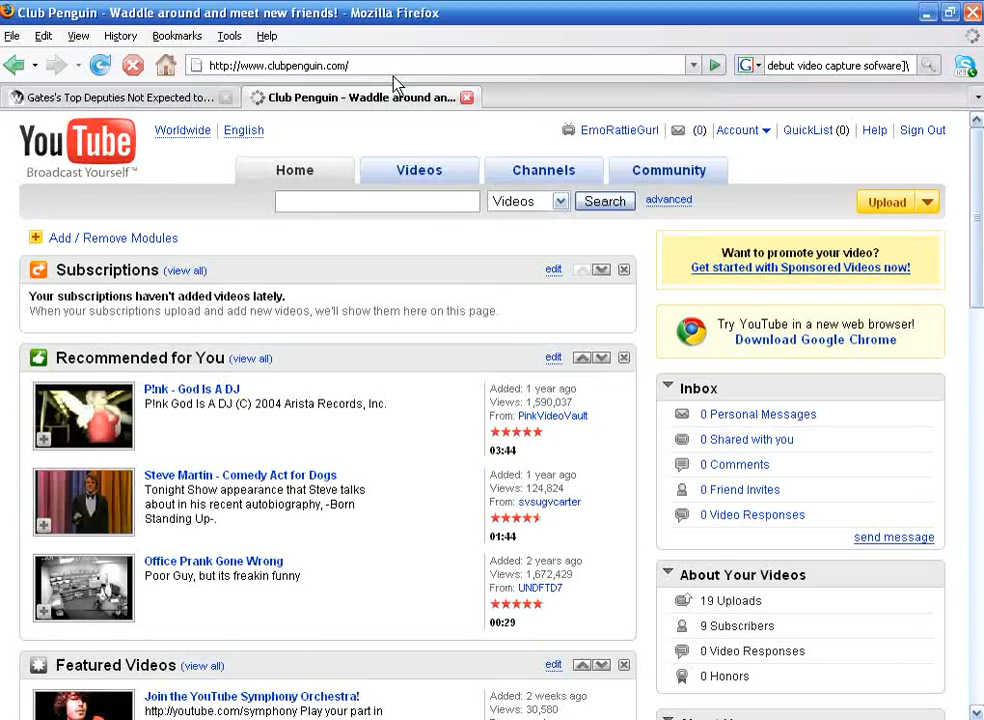 Club Penguin - Waddle around and meet new friends! - Mozilla Firefox
File Edit View History Bookmarks Tools Help
http://www.clubpenguin.com/
G debut video capture sofware]\
Gates's Top Deputies Not Expected to...
Club Penguin - Waddle around an...
YouTube
Broadcast Yourself™
Worldwide | English
EmoRattieGurl (0) | Account | QuickList (0) | Help | Sign Out
Home Videos Channels Community
Videos Search advanced Upload
Add / Remove Modules
Subscriptions (view all) edit
Your subscriptions haven't added videos lately.
When your subscriptions upload and add new videos, we'll show them here on this page.
Recommended for You (view all) edit
P!nk - God Is A DJ
P!nk God Is A DJ (C) 2004 Arista Records, Inc.
Added: 1 year ago
Views: 1,590,037
From: PinkVideoVault
03:44
Steve Martin - Comedy Act for Dogs
Tonight Show appearance that Steve talks
about in his recent autobiography, -Born
Standing Up-.
Added: 1 year ago
Views: 124,824
From: svsugvcarter
01:44
Office Prank Gone Wrong
Poor Guy, but its freakin funny
Added: 2 years ago
Views: 1,672,429
From: UNDFTD7
00:29
Featured Videos (view all) edit
Join the YouTube Symphony Orchestra!
http://youtube.com/symphony Play your part in
Added: 2 weeks ago
Views: 30,580
Want to promote your video?
Get started with Sponsored Videos now!
Try YouTube in a new web browser!
Download Google Chrome
Inbox
0 Personal Messages
0 Shared with you
0 Comments
0 Friend Invites
0 Video Responses
send message
About Your Videos
19 Uploads
9 Subscribers
0 Video Responses
0 Honors